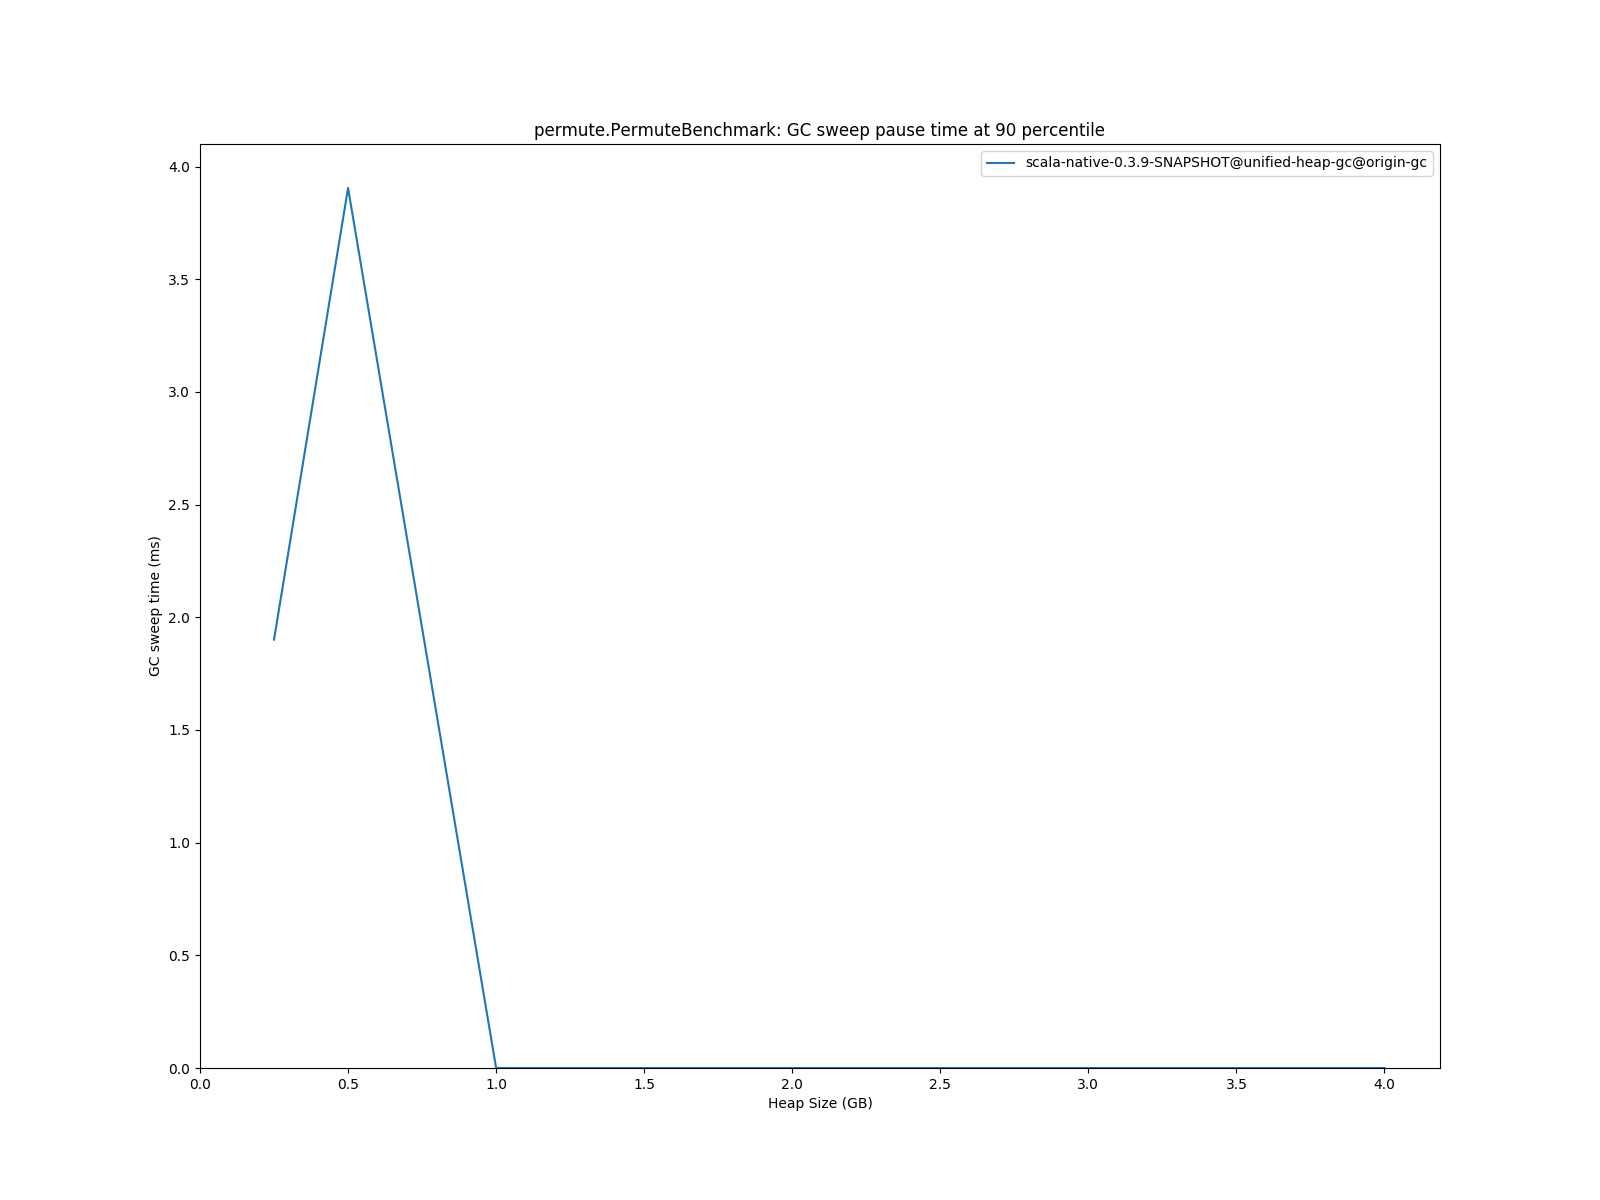 permute.PermuteBenchmark: GC sweep pause time at 90 percentile
scala-native-0.3.9-SNAPSHOT@unified-heap-gc@origin-gc
4.0
3.5
3.0
2.5
2.0
1.5
1.0
0.5
0.0
GC sweep time (ms)
0.0 0.5 1.0 1.5 2.0 2.5 3.0 3.5 4.0
Heap Size (GB)